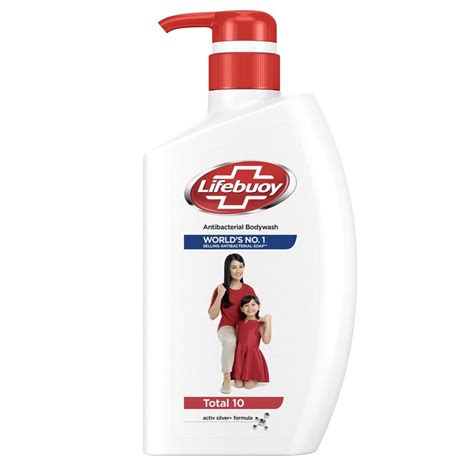 Lifebuoy
Antibacterial Bodywash
WORLD'S NO. 1
SELLING ANTIBACTERIAL SOAP
Total 10
activ silver+ formula